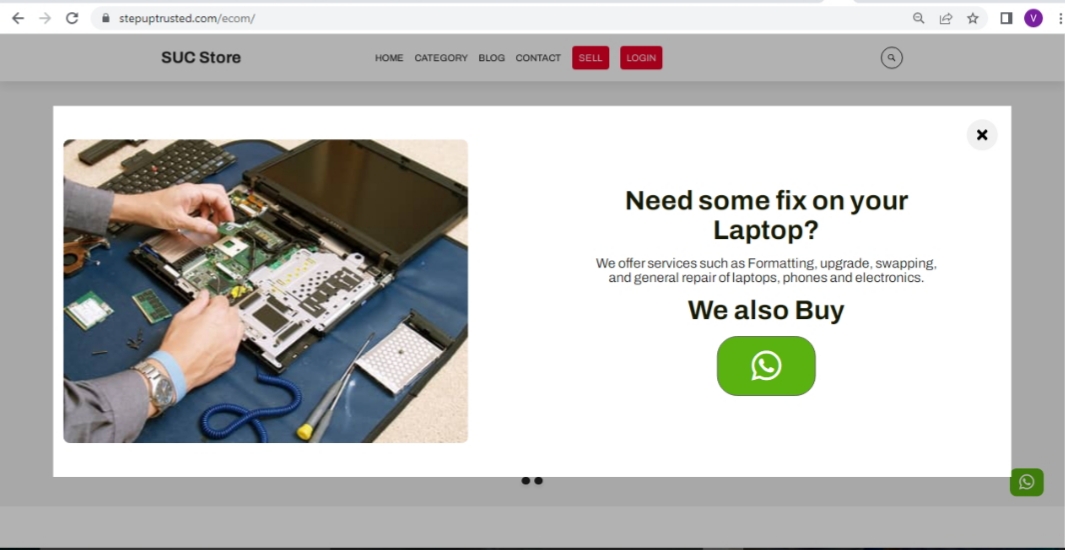 stepuptrusted.com/ecom/
V
SUC Store
HOME CATEGORY BLOG CONTACT SELL LOGIN
Need some fix on your
Laptop?
We offer services such as Formatting, upgrade, swapping,
and general repair of laptops, phones and electronics.
We also Buy